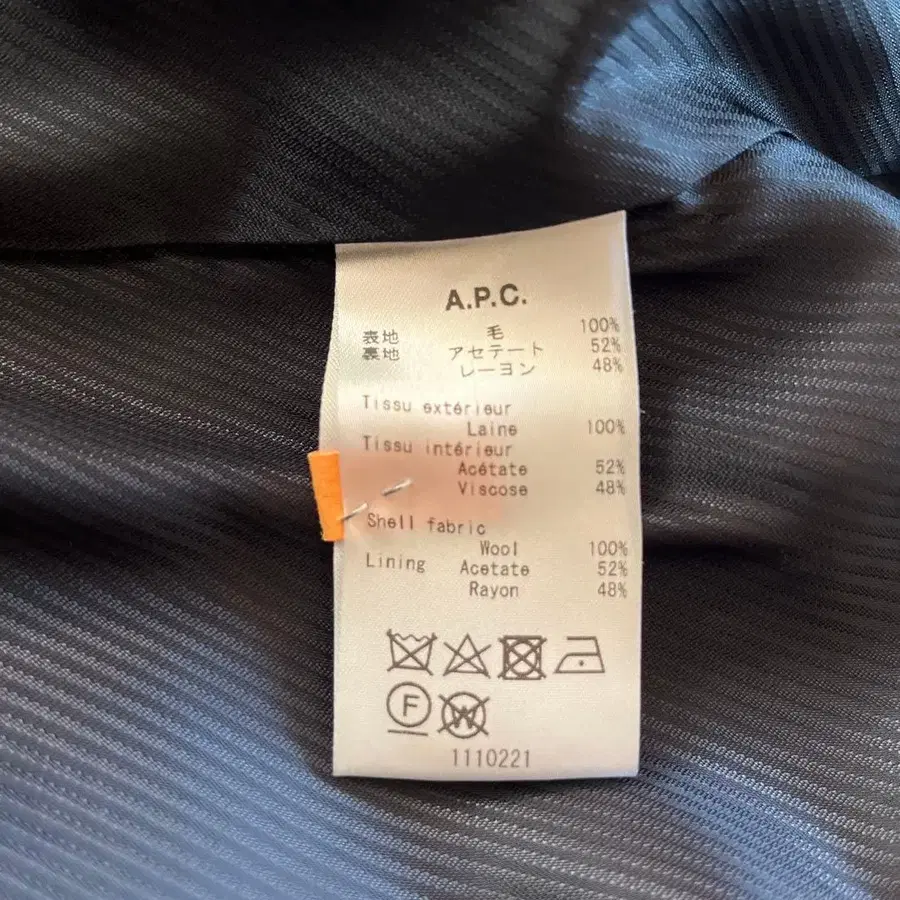 A.P.C.
表地 毛 100%
裏地 アセテート 52%
レーヨン 48%
Tissu extérieur
Laine 100%
Tissu intérieur
Acétate 52%
Viscose 48%
Shell fabric
Wool 100%
Lining Acetate 52%
Rayon 48%
F
W
1110221